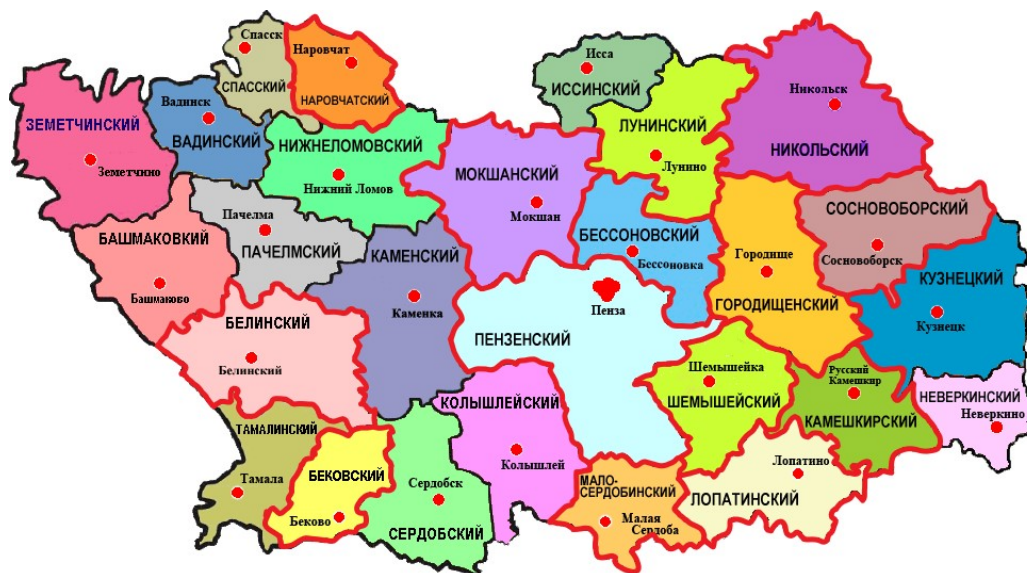 Спасск
СПАССКИЙ
Наровчат
НАРОВЧАТСКИЙ
Исса
ИССИНСКИЙ
Никольск
НИКОЛЬСКИЙ
ЗЕМЕТЧИНСКИЙ
Земетчино
Вадинск
ВАДИНСКИЙ
НИЖНЕЛОМОВСКИЙ
Нижний Ломов
МОКШАНСКИЙ
Мокшан
ЛУНИНСКИЙ
Лунино
БАШМАКОВКИЙ
Башмаково
Пачелма
ПАЧЕЛМСКИЙ
КАМЕНСКИЙ
Каменка
БЕССОНОВСКИЙ
Бессоновка
Городище
ГОРОДИЩЕНСКИЙ
СОСНОВОБОРСКИЙ
Сосновоборск
КУЗНЕЦКИЙ
Кузнецк
БЕЛИНСКИЙ
Белинский
Пенза
ПЕНЗЕНСКИЙ
Шемышейка
ШЕМЫШЕЙСКИЙ
Русский
Камешкир
КАМЕШКИРСКИЙ
НЕВЕРКИНСКИЙ
Неверкино
ТАМАЛИНСКИЙ
Тамала
БЕКОВСКИЙ
Беково
Сердобск
СЕРДОБСКИЙ
КОЛЫШЛЕЙСКИЙ
Колышлей
МАЛО-
СЕРДОБИНСКИЙ
Малая
Сердоба
Лопатино
ЛОПАТИНСКИЙ